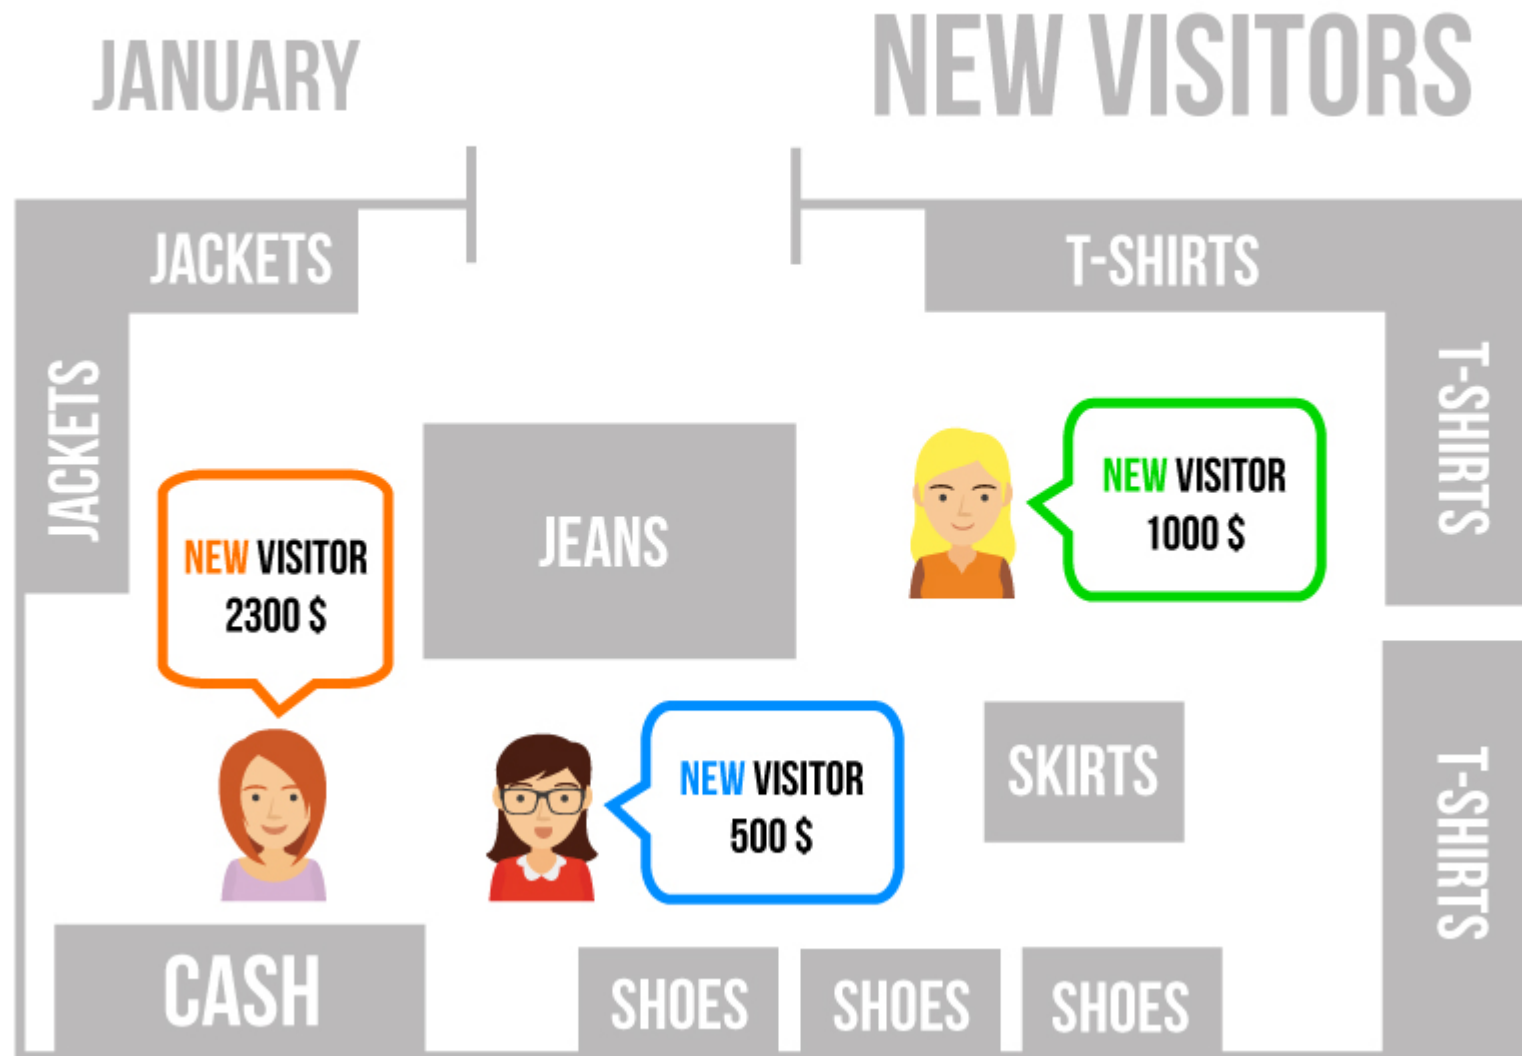 JANUARY
NEW VISITORS
JACKETS
T-SHIRTS
JACKETS
T-SHIRTS
NEW VISITOR
1000 $
JEANS
NEW VISITOR
2300 $
NEW VISITOR
500 $
SKIRTS
T-SHIRTS
CASH
SHOES
SHOES
SHOES